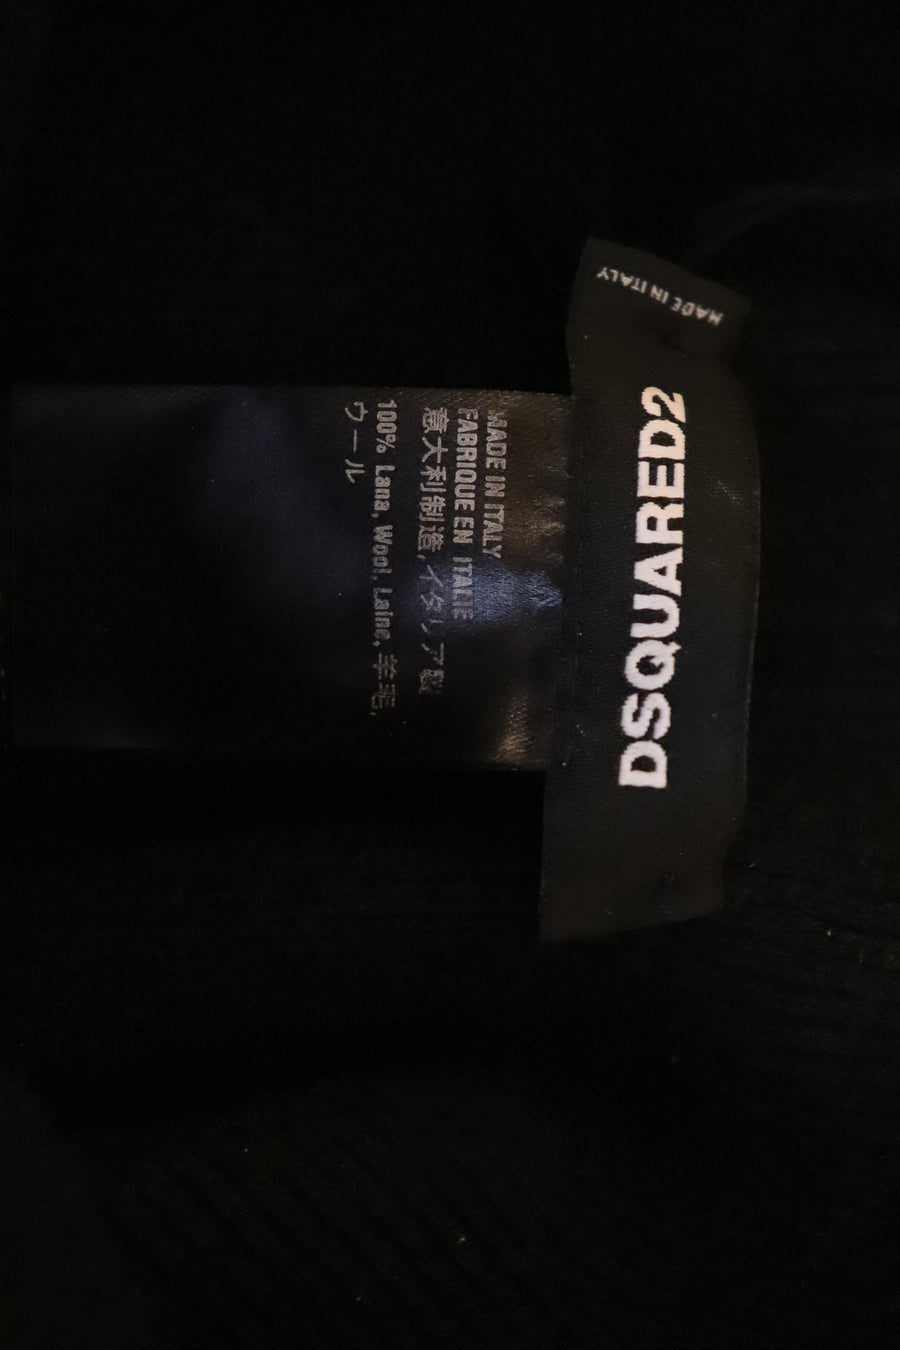 DSQUARED2
MADE IN ITALY
MADE IN ITALY
FABRIQUE EN ITALIE
意大利制造,イタリア製
100% Lana, Wool, Laine, 羊毛,
ウール